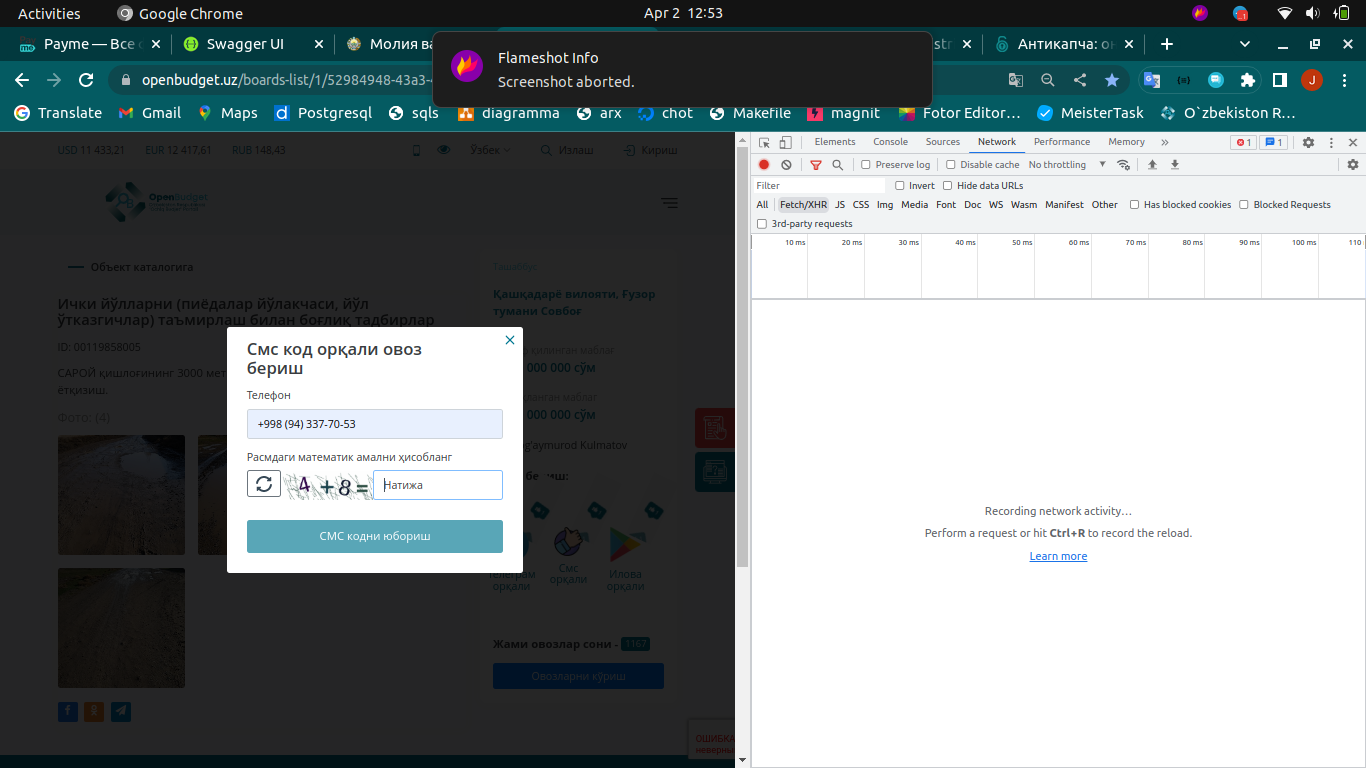 Activities
Google Chrome
Apr 2 12:53
Payme — Все
Swagger UI
Молия ва
Антикапча: он
Flameshot Info
Screenshot aborted.
openbudget.uz/boards-list/1/52984948-43a3-
J
Google Translate
Gmail
Maps
Postgresql
sqls
diagramma
arx
chot
Makefile
magnit
Fotor Editor…
MeisterTask
O`zbekiston R…
USD 11 433,21
EUR 12 417,61
RUB 148,43
Ўзбек
Излаш
Кириш
OpenBudget
Объект каталогига
Ички йўлларни (пиёдалар йўлакчаси, йўл
ўтказгичлар) таъмирлаш билан боғлиқ тадбирлар
ID: 00119858005
САРОЙ қишлоғининг 3000 мет
ётқизиш.
Фото: (4)
Қашқадарё вилояти, Ғузор
тумани Совбоғ
000 000 сўм
000 000 сўм
g'aymurod Kulmatov
Смс код орқали овоз
бериш
Телефон
+998 (94) 337-70-53
Расмдаги математик амални ҳисобланг
4 +8=
Натижа
СМС кодни юбориш
Телеграм
орқали
Смс
орқали
Илова
орқали
Жами овозлар сони - 1167
Овозларни кўриш
ОШИБКА
неверны
Elements
Console
Sources
Network
Performance
Memory
1
1
Preserve log
Disable cache
No throttling
Filter
Invert
Hide data URLs
All
Fetch/XHR
JS
CSS
Img
Media
Font
Doc
WS
Wasm
Manifest
Other
Has blocked cookies
Blocked Requests
3rd-party requests
10 ms
20 ms
30 ms
40 ms
50 ms
60 ms
70 ms
80 ms
90 ms
100 ms
110
Recording network activity…
Perform a request or hit Ctrl+R to record the reload.
Learn more